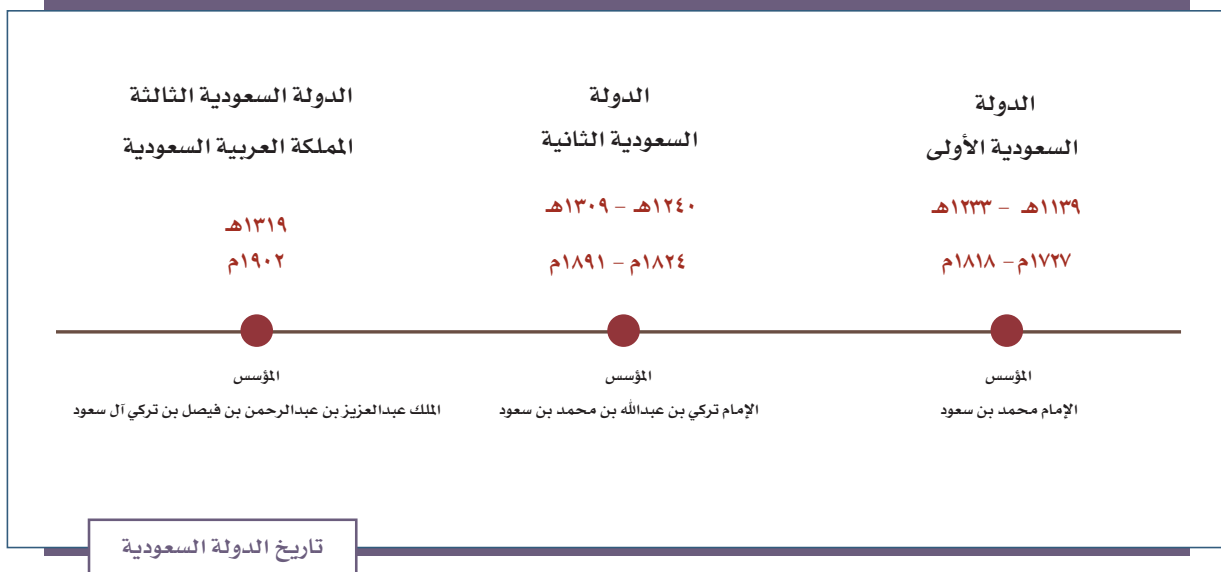 الدولة
السعودية الأولى
١١٣٩هـ – ١٢٣٣هـ
١٧٢٧م – ١٨١٨م
المؤسس
الإمام محمد بن سعود
الدولة
السعودية الثانية
١٢٤٠هـ – ١٣٠٩هـ
١٨٢٤م – ١٨٩١م
المؤسس
الإمام تركي بن عبدالله بن محمد بن سعود
الدولة السعودية الثالثة
المملكة العربية السعودية
١٣١٩هـ
١٩٠٢م
المؤسس
الملك عبدالعزيز بن عبدالرحمن بن فيصل بن تركي آل سعود
تاريخ الدولة السعودية